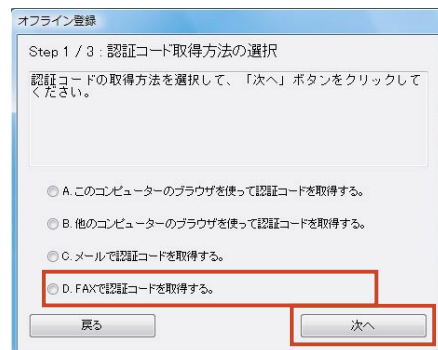 オフライン登録
Step 1 / 3 : 認証コード取得方法の選択
認証コードの取得方法を選択して、「次へ」ボタンをクリックして
ください。
A. このコンピューターのブラウザを使って認証コードを取得する。
B. 他のコンピューターのブラウザを使って認証コードを取得する。
C. メールで認証コードを取得する。
D. FAXで認証コードを取得する。
戻る
次へ